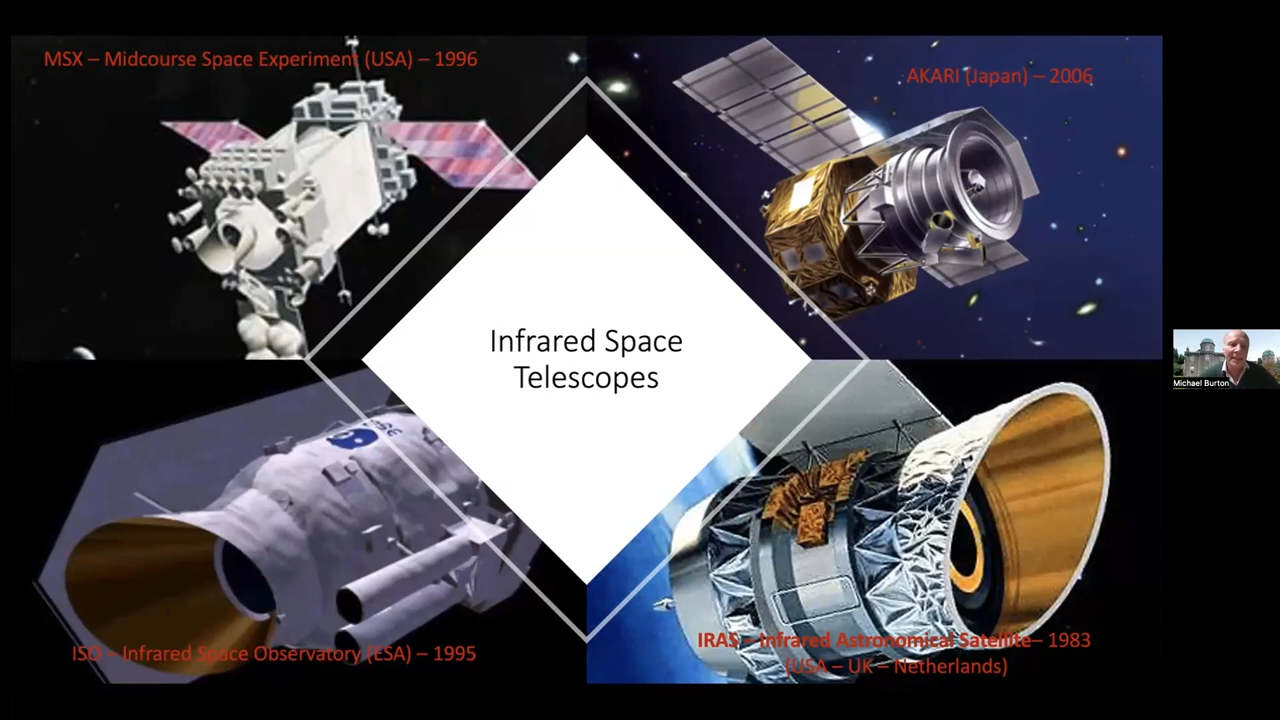 MSX – Midcourse Space Experiment (USA) – 1996
AKARI (Japan) – 2006
Infrared Space
Telescopes
Michael Burton
ISO – Infrared Space Observatory (ESA) – 1995
IRAS – Infrared Astronomical Satellite– 1983
(USA – UK – Netherlands)